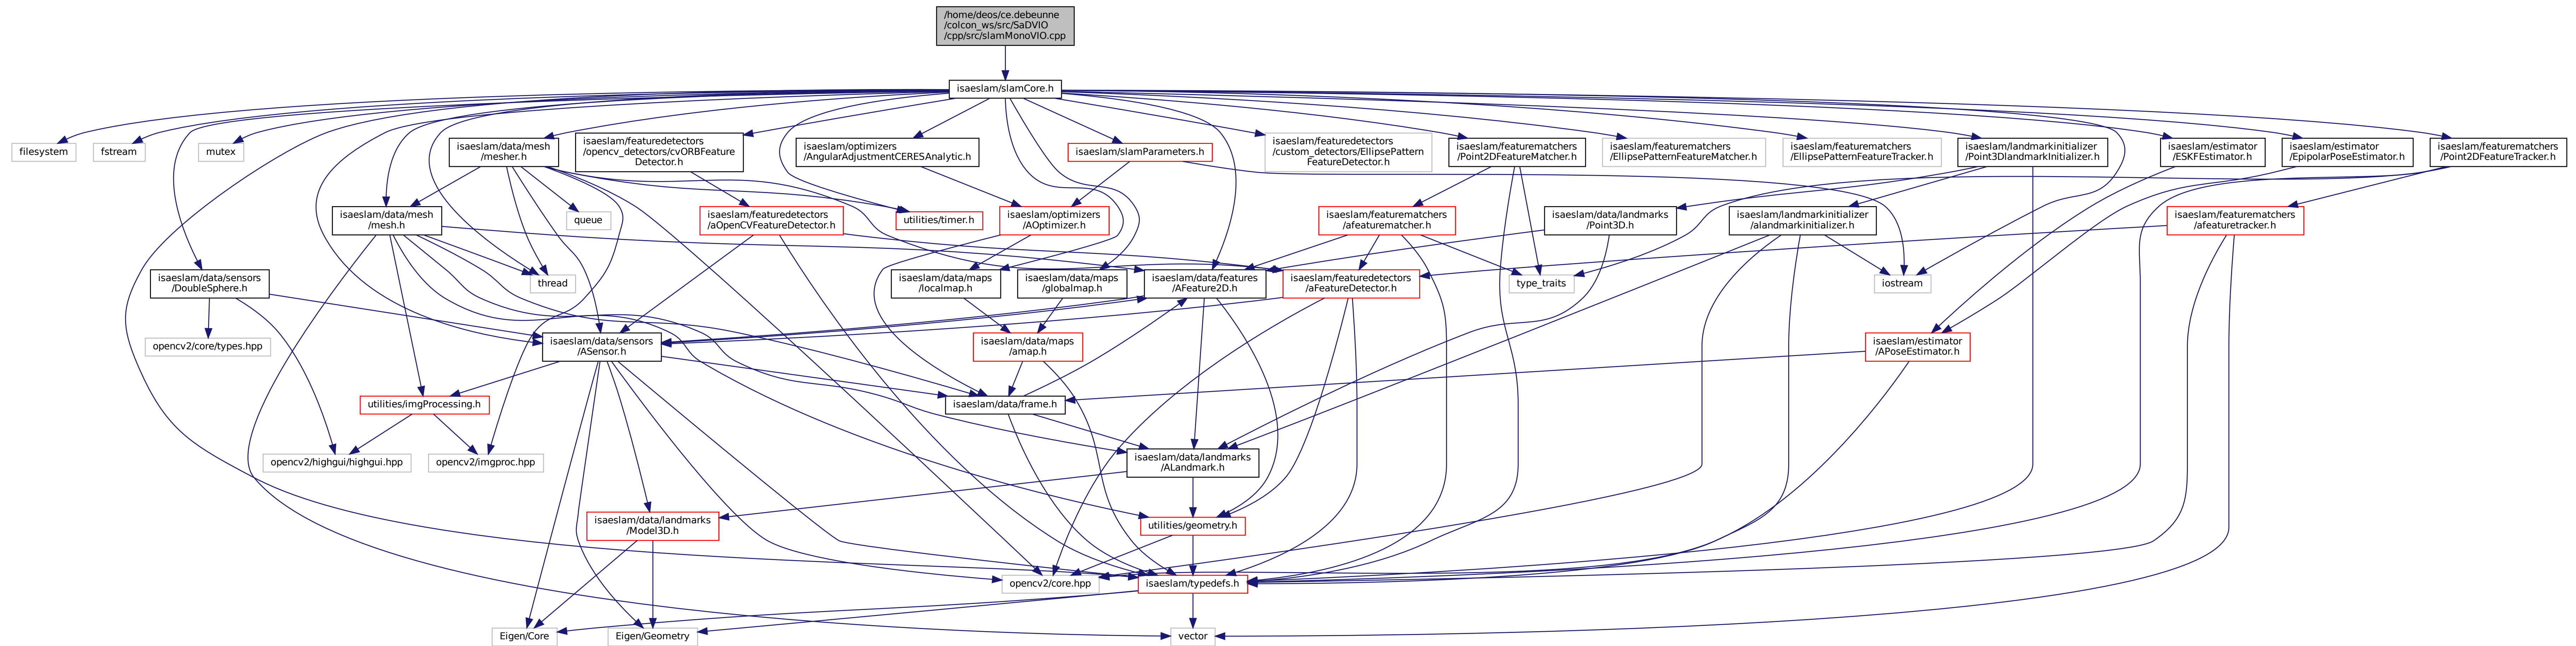 /home/deos/ce.debeunne
/colcon_ws/src/SaDVIO
/cpp/src/slamMonoVIO.cpp
isaeslam/slamCore.h
filesystem
fstream
mutex
isaeslam/data/mesh
/mesher.h
isaeslam/featuredetectors
/opencv_detectors/cvORBFeature
Detector.h
isaeslam/optimizers
/AngularAdjustmentCERESAnalytic.h
isaeslam/slamParameters.h
isaeslam/featuredetectors
/custom_detectors/EllipsePattern
FeatureDetector.h
isaeslam/featurematchers
/Point2DFeatureMatcher.h
isaeslam/featurematchers
/EllipsePatternFeatureMatcher.h
isaeslam/featurematchers
/EllipsePatternFeatureTracker.h
isaeslam/landmarkinitializer
/Point3DlandmarkInitializer.h
isaeslam/estimator
/ESKFEstimator.h
isaeslam/estimator
/EpipolarPoseEstimator.h
isaeslam/featurematchers
/Point2DFeatureTracker.h
isaeslam/data/mesh
/mesh.h
queue
isaeslam/featuredetectors
/aOpenCVFeatureDetector.h
utilities/timer.h
isaeslam/optimizers
/AOptimizer.h
isaeslam/featurematchers
/afeaturematcher.h
isaeslam/data/landmarks
/Point3D.h
isaeslam/landmarkinitializer
/alandmarkinitializer.h
isaeslam/featurematchers
/afeaturetracker.h
isaeslam/data/sensors
/DoubleSphere.h
thread
isaeslam/data/maps
/localmap.h
isaeslam/data/maps
/globalmap.h
isaeslam/data/features
/AFeature2D.h
isaeslam/featuredetectors
/aFeatureDetector.h
type_traits
iostream
opencv2/core/types.hpp
isaeslam/data/sensors
/ASensor.h
isaeslam/data/maps
/amap.h
isaeslam/estimator
/APoseEstimator.h
utilities/imgProcessing.h
isaeslam/data/frame.h
opencv2/highgui/highgui.hpp
opencv2/imgproc.hpp
isaeslam/data/landmarks
/ALandmark.h
isaeslam/data/landmarks
/Model3D.h
utilities/geometry.h
opencv2/core.hpp
isaeslam/typedefs.h
Eigen/Core
Eigen/Geometry
vector